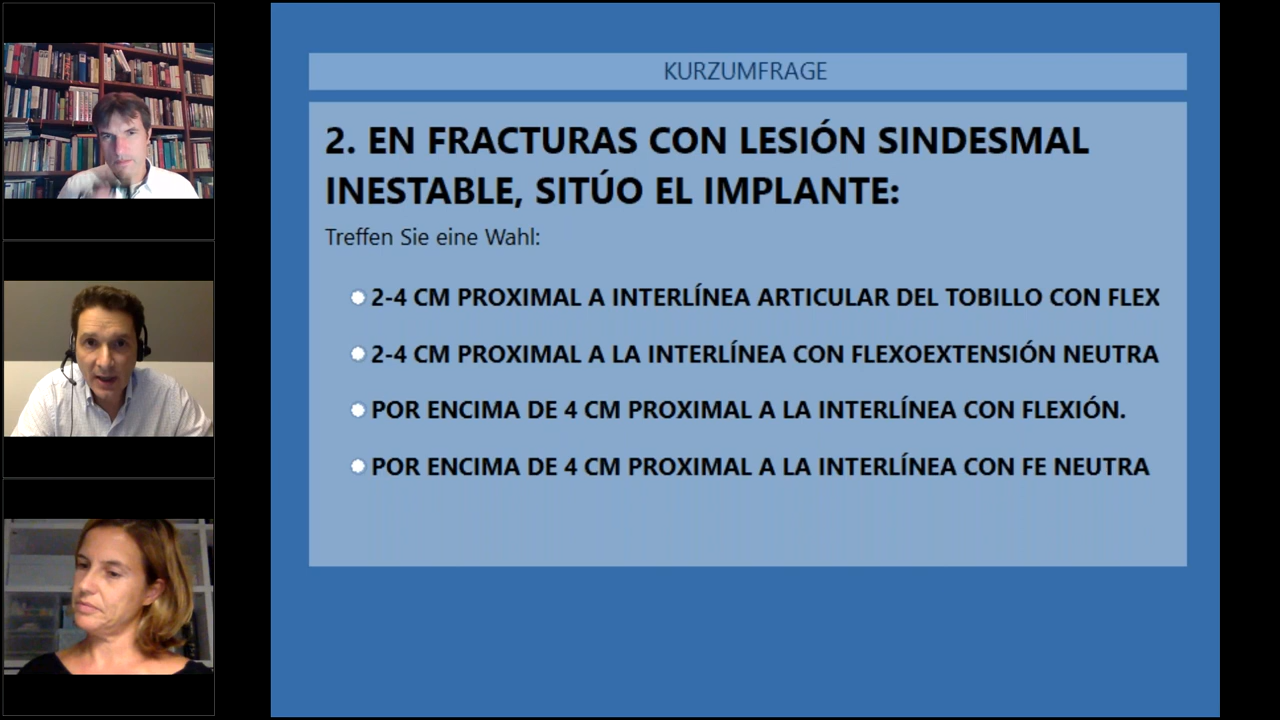 KURZUMFRAGE
2. EN FRACTURAS CON LESIÓN SINDESMAL
INESTABLE, SITÚO EL IMPLANTE:
Treffen Sie eine Wahl:
2-4 CM PROXIMAL A INTERLÍNEA ARTICULAR DEL TOBILLO CON FLEX
2-4 CM PROXIMAL A LA INTERLÍNEA CON FLEXOEXTENSIÓN NEUTRA
POR ENCIMA DE 4 CM PROXIMAL A LA INTERLÍNEA CON FLEXIÓN.
POR ENCIMA DE 4 CM PROXIMAL A LA INTERLÍNEA CON FE NEUTRA